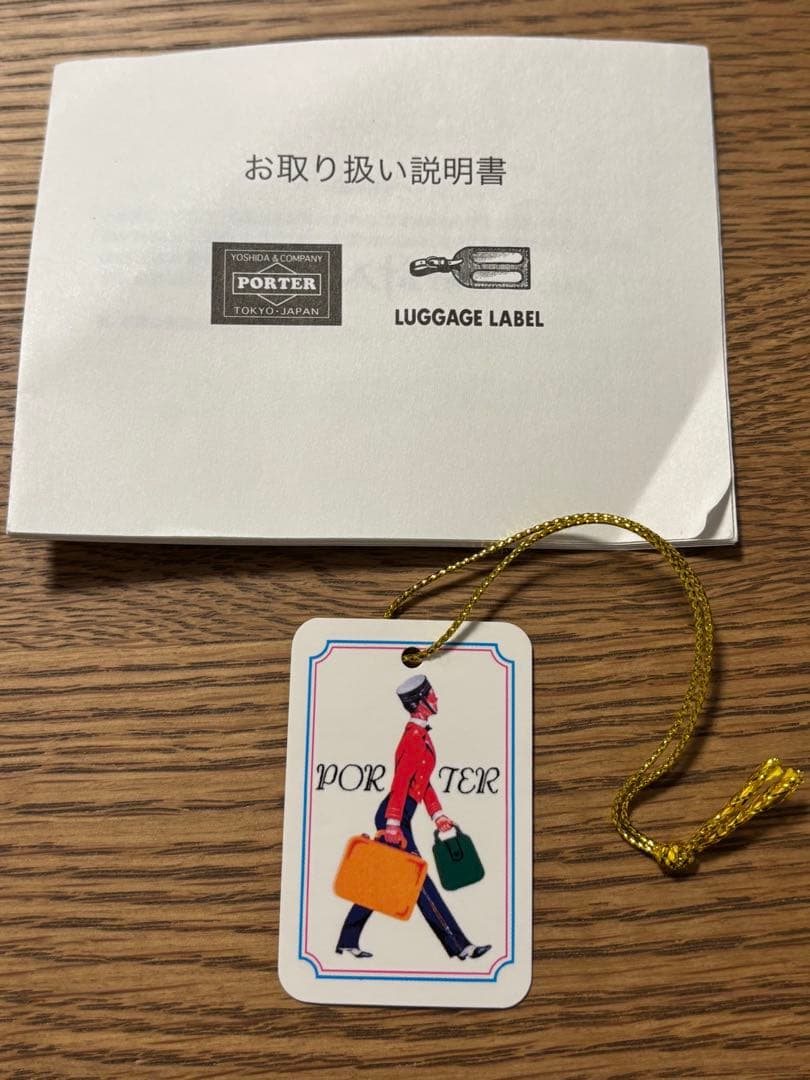 お取り扱い説明書
YOSHIDA & COMPANY
PORTER
TOKYO・JAPAN
LUGGAGE LABEL
POR TER